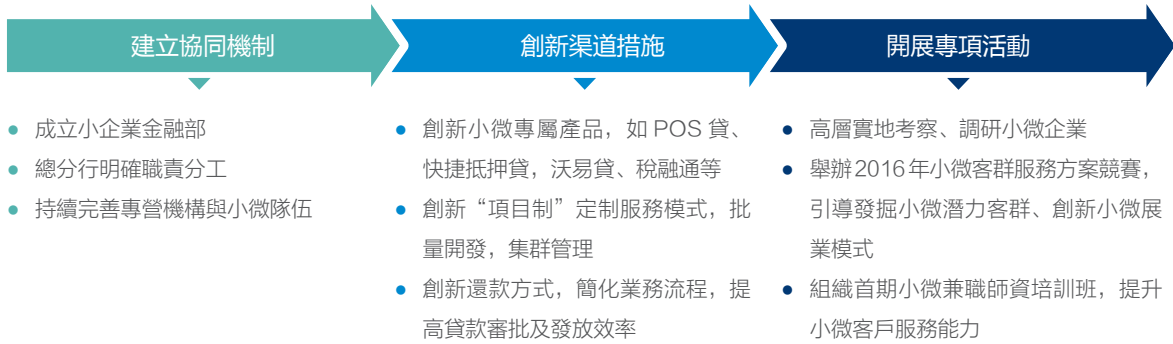 建立協同機制
成立小企業金融部
總分行明確職責分工
持續完善專營機構與小微隊伍
創新渠道措施
創新小微專屬產品，如 POS 貸、
快捷抵押貸，沃易貸、稅融通等
創新“項目制”定制服務模式，批
量開發，集群管理
創新還款方式，簡化業務流程，提
高貸款審批及發放效率
開展專項活動
高層實地考察、調研小微企業
舉辦2016年小微客群服務方案競賽，
引導發掘小微潛力客群、創新小微展
業模式
組織首期小微兼職師資培訓班，提升
小微客戶服務能力